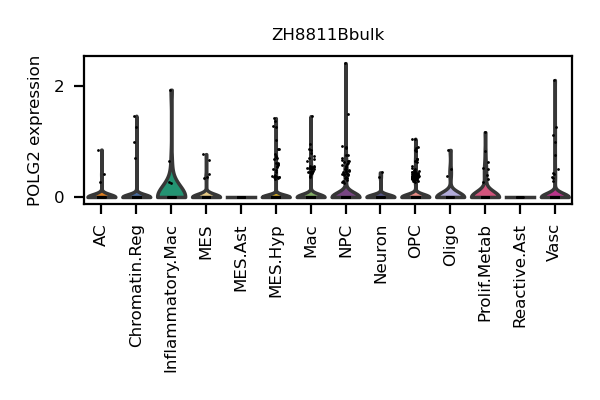 ZH8811Bbulk
POLG2 expression
2
0
AC
Chromatin.Reg
Inflammatory.Mac
MES
MES.Ast
MES.Hyp
Mac
NPC
Neuron
OPC
Oligo
Prolif.Metab
Reactive.Ast
Vasc